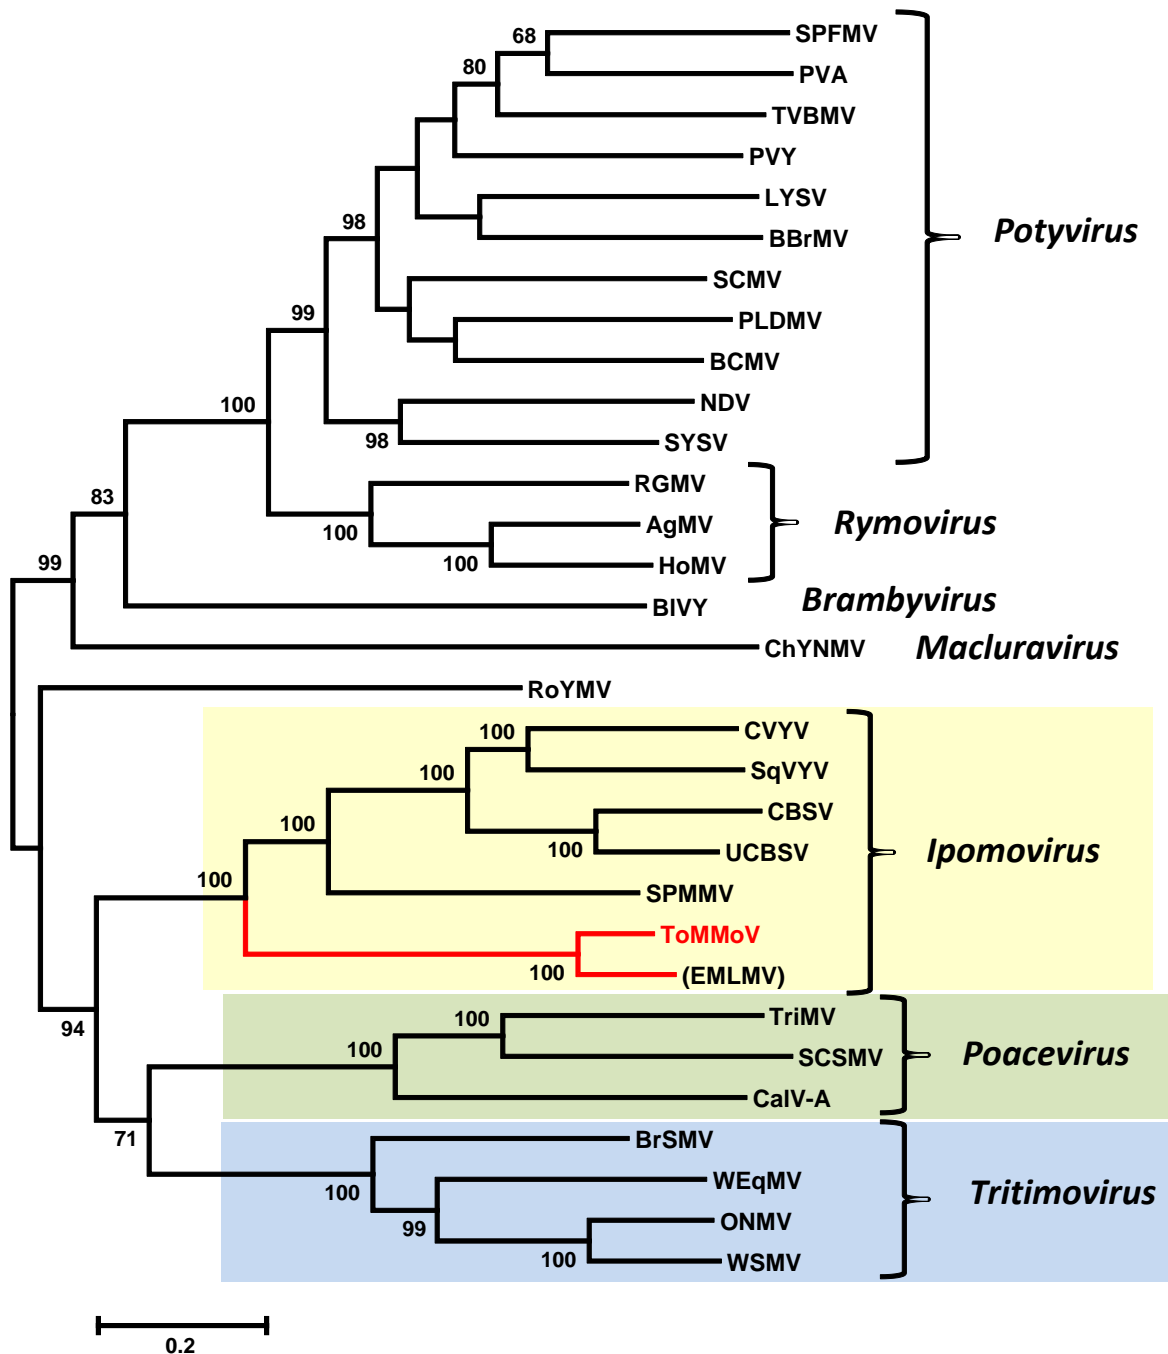 68
SPFMV
80
PVA
TVBMV
PVY
98
LYSV
BBrMV
Potyvirus
99
SCMV
PLDMV
BCMV
100
NDV
98
SYSV
83
RGMV
100
AgMV
Rymovirus
99
100
HoMV
BlVY
Brambyvirus
ChYNMV
Macluravirus
RoYMV
100
CVYV
100
SqVYV
100
CBSV
100
UCBSV
Ipomovirus
100
SPMMV
ToMMoV
100
(EMLMV)
94
100
TriMV
100
SCSMV
Poacevirus
CalV-A
71
BrSMV
100
WEqMV
Tritimovirus
99
ONMV
100
WSMV
0.2